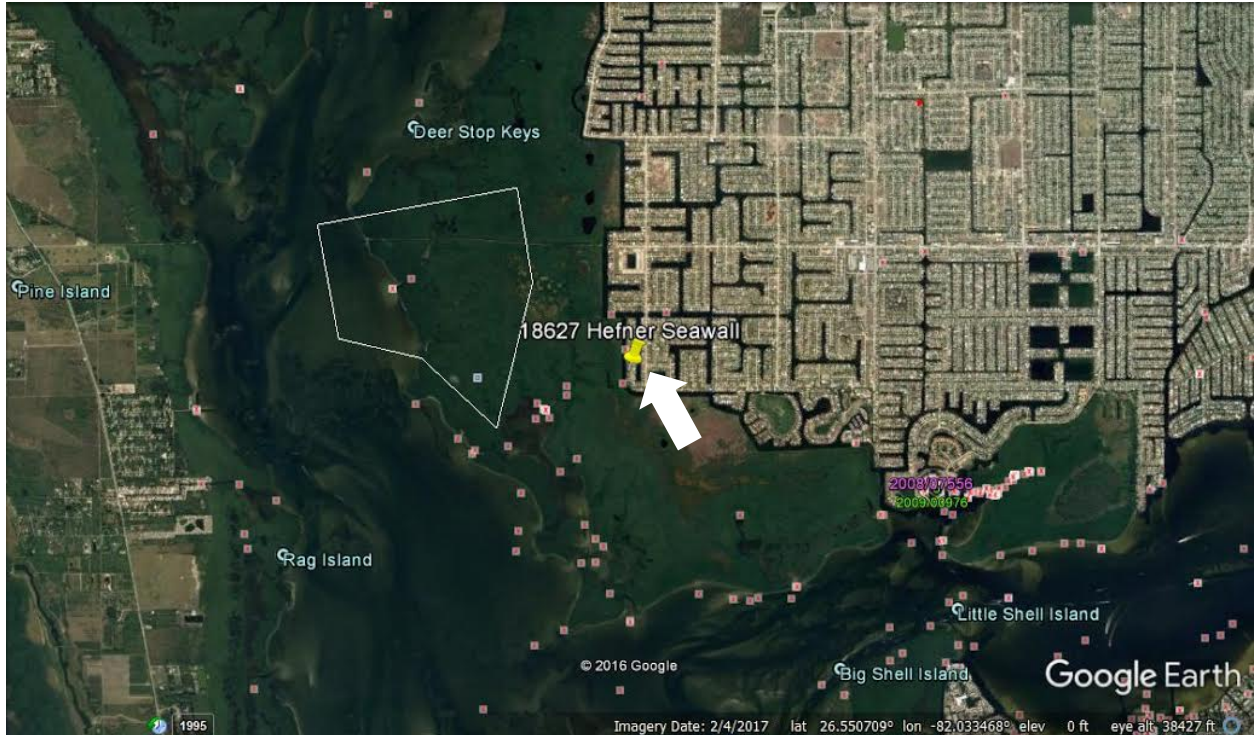 Deer Stop Keys
Pine Island
18627 Hefner Seawall
2008/07556
2009/00976
Rag Island
Little Shell Island
© 2016 Google
Big Shell Island
Google Earth
1995
Imagery Date: 2/4/2017 lat 26.550709° lon -82.033468° elev 0 ft eye alt 38427 ft